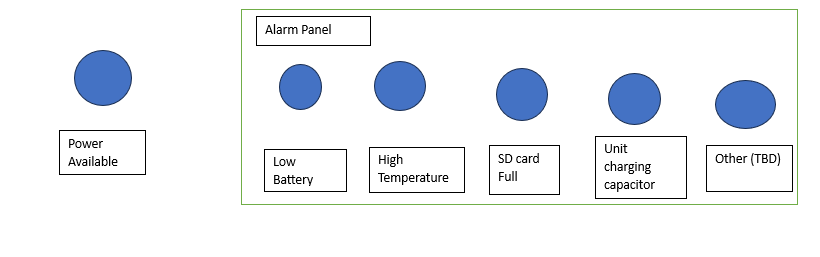 Alarm Panel
Power
Available
Low
Battery
High
Temperature
SD card
Full
Unit
charging
capacitor
Other (TBD)